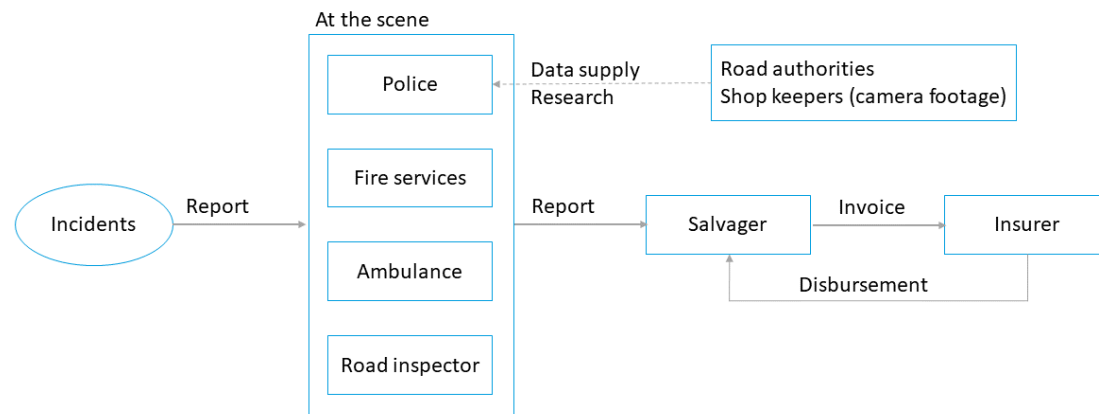 At the scene
Police
Data supply
Research
Road authorities
Shop keepers (camera footage)
Fire services
Incidents
Report
Report
Salvager
Invoice
Insurer
Ambulance
Disbursement
Road inspector